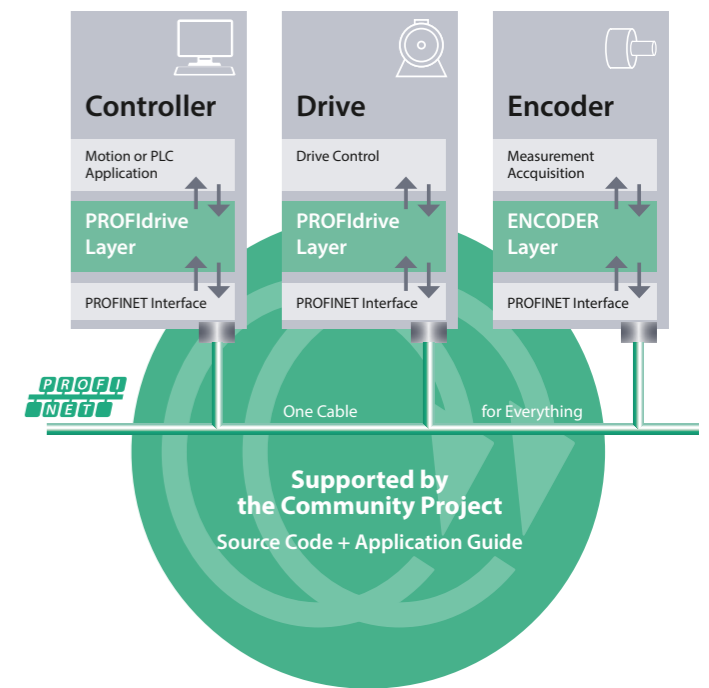 Controller
Motion or PLC
Application
PROFIdrive
Layer
PROFINET Interface
Drive
Drive Control
PROFIdrive
Layer
PROFINET Interface
Encoder
Measurement
Accquisition
ENCODER
Layer
PROFINET Interface
PROFI
NET
One Cable
for Everything
Supported by
the Community Project
Source Code + Application Guide